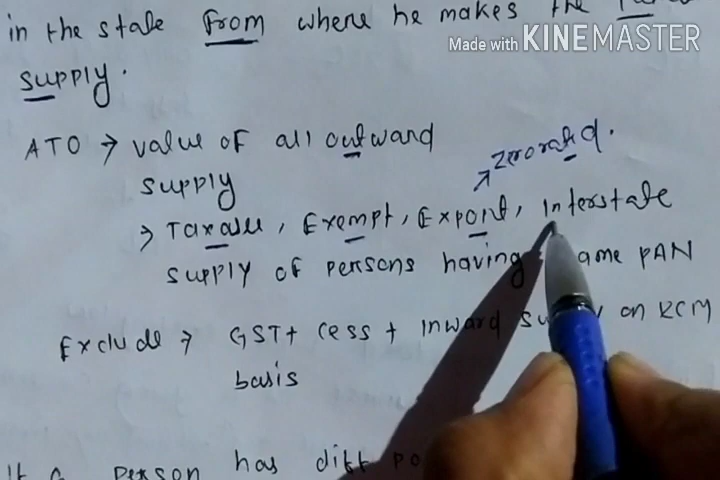 in the state From where he makes the
Made with KINEMASTER
supply.
Zero rated.
ATO → value of all outward
supply
→ Taxable, Exempt, Export, Interstate
supply of persons having same PAN
Exclude → GST + Cess + inward on RCM
basis
If a person has diff